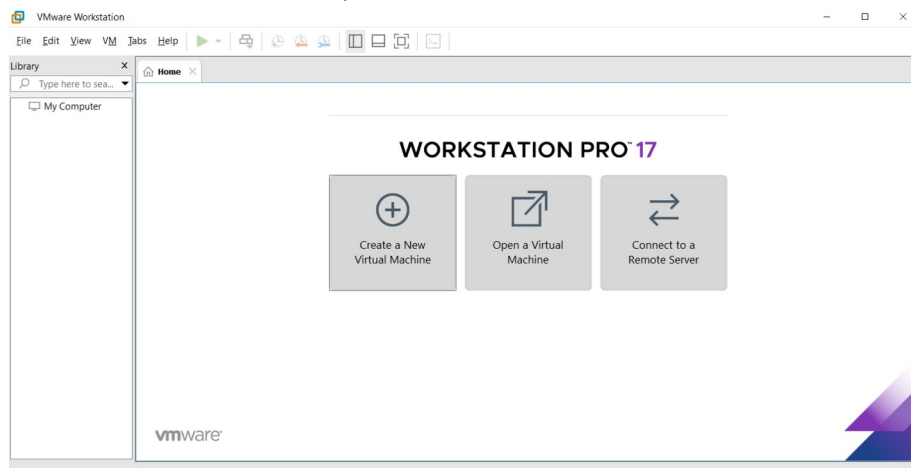 VMware Workstation
File Edit View VM Tabs Help
Library X
Type here to sea...
Home
My Computer
WORKSTATION PRO™ 17
Create a New
Virtual Machine
Open a Virtual
Machine
Connect to a
Remote Server
vmware®